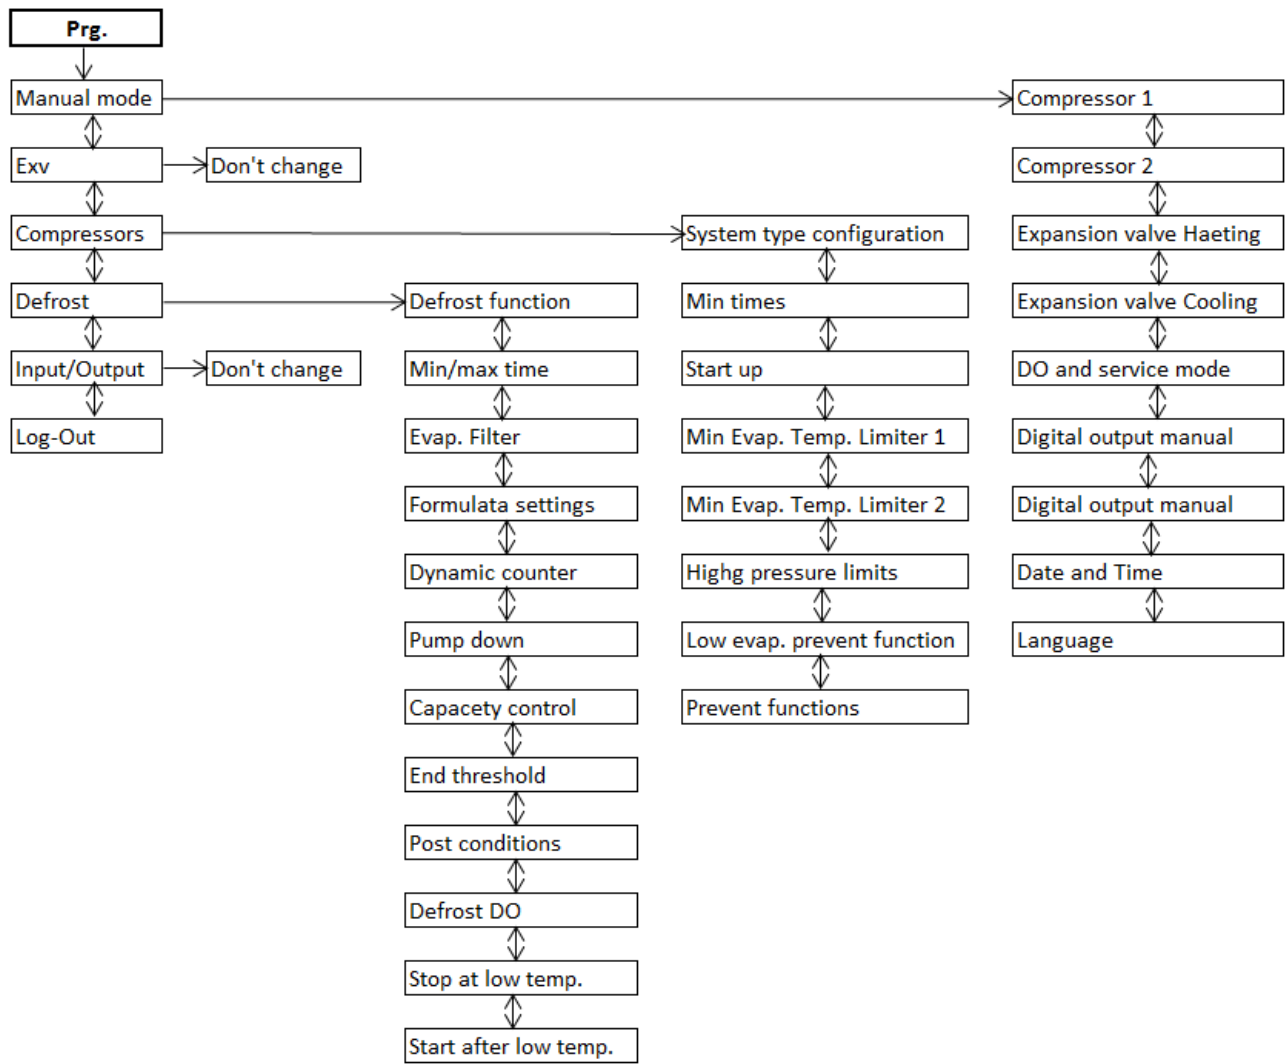 Prg.
Manual mode
Compressor 1
Exv
Don't change
Compressor 2
Compressors
System type configuration
Expansion valve Haeting
Defrost
Defrost function
Min times
Expansion valve Cooling
Input/Output
Don't change
Min/max time
Start up
DO and service mode
Log-Out
Evap. Filter
Min Evap. Temp. Limiter 1
Digital output manual
Formulata settings
Min Evap. Temp. Limiter 2
Digital output manual
Dynamic counter
Highg pressure limits
Date and Time
Pump down
Low evap. prevent function
Language
Capacety control
Prevent functions
End threshold
Post conditions
Defrost DO
Stop at low temp.
Start after low temp.